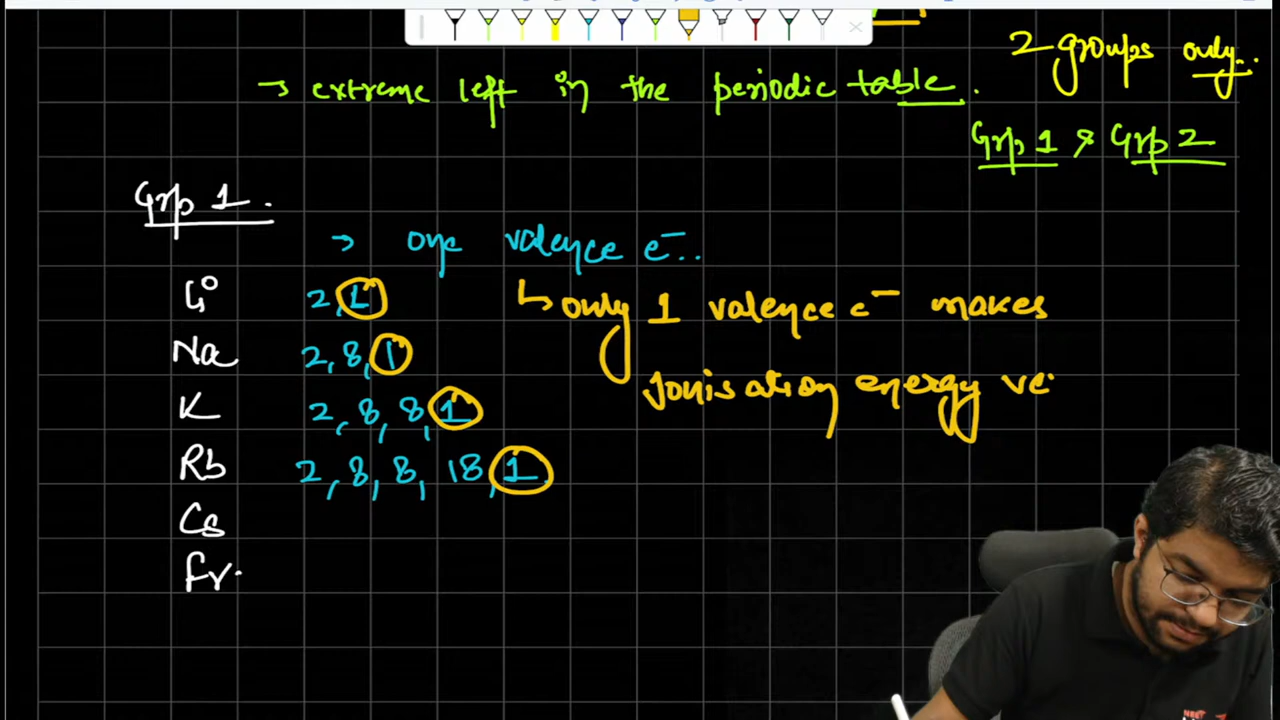 2 groups only..
→ extreme left in the periodic table.
Grp 1 & Grp 2
Grp 1.
→ one valence e⁻..
Li 2, 1
↳ only 1 valence e⁻ makes
Na 2, 8, 1
Ionisation energy ve
K 2, 8, 8, 1
Rb 2, 8, 8, 18, 1
Cs
Fr.
NEET